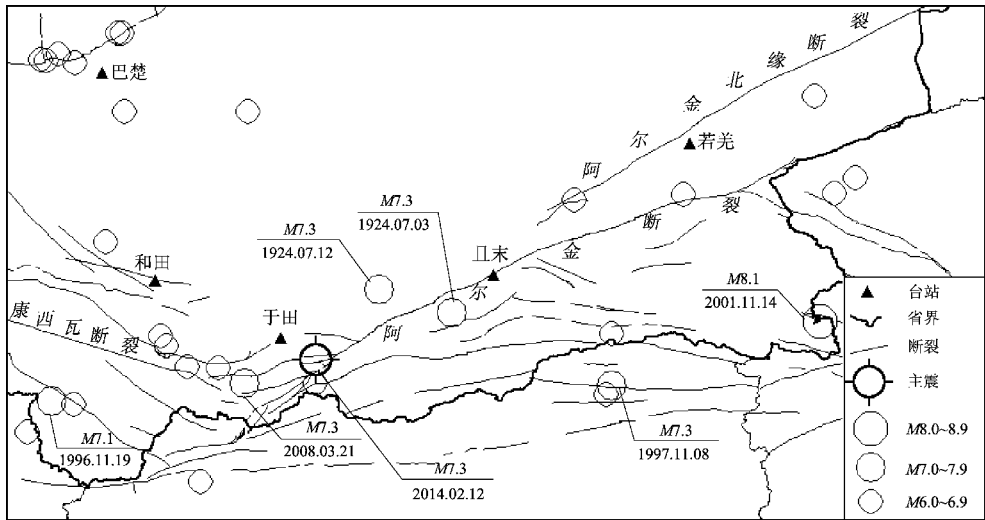 巴楚
阿尔金北缘断裂
若羌
M7.3
1924.07.03
M7.3
1924.07.12
且末
阿尔金断裂
和田
M8.1
2001.11.14
于田
康西瓦断裂
M7.1
1996.11.19
M7.3
2008.03.21
M7.3
2014.02.12
M7.3
1997.11.08
台站
省界
断裂
主震
M8.0~8.9
M7.0~7.9
M6.0~6.9